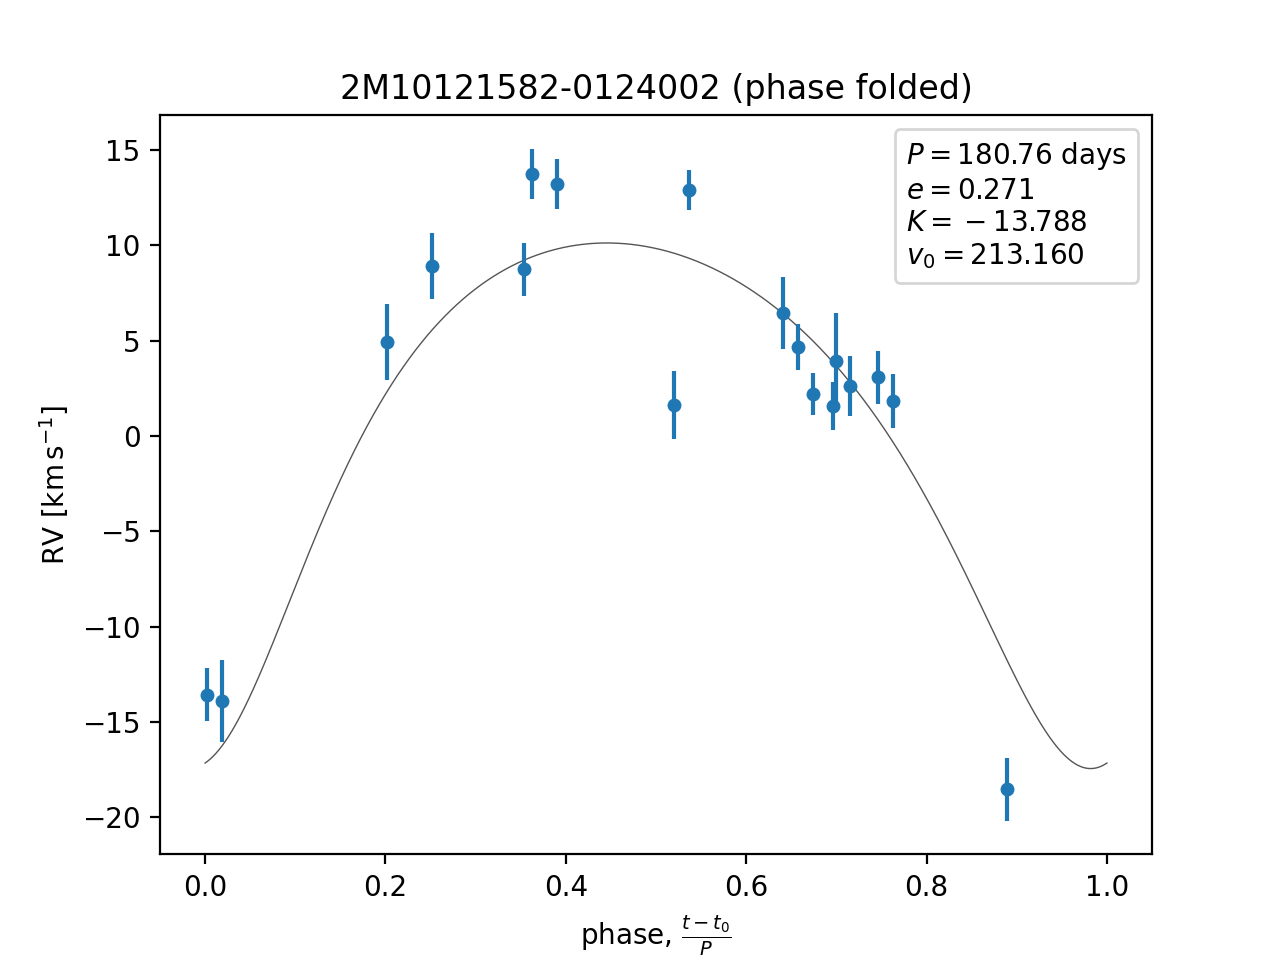 2M10121582-0124002 (phase folded)
P = 180.76 days
e = 0.271
K = −13.788
v₀ = 213.160
RV [km s⁻¹]
15
10
5
0
−5
−10
−15
−20
0.0 0.2 0.4 0.6 0.8 1.0
phase, (t − t₀)/P